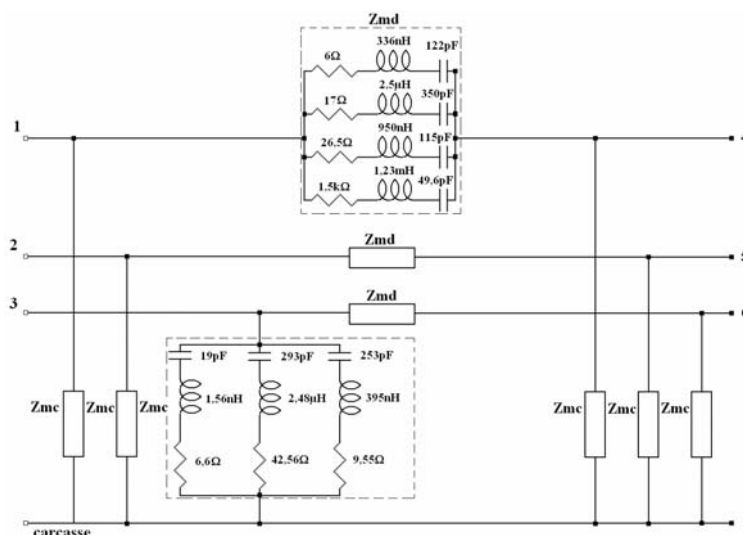 Zmd
336nH
122pF
6Ω
2,5µH
350pF
17Ω
950nH
115pF
26,5Ω
1,23mH
49,6pF
1,5kΩ
1
2
Zmd
3
Zmd
19pF
293pF
253pF
1,56nH
2,48µH
395nH
6,6Ω
42,56Ω
9,55Ω
Zmc
Zmc
Zmc
Zmc
Zmc
Zmc
carcasse